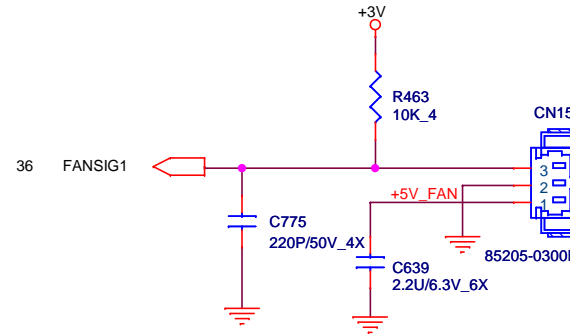 +3V
R463
10K_4
CN15
36 FANSIG1
3
2
+5V_FAN
1
C775
220P/50V_4X
85205-0300
C639
2.2U/6.3V_6X